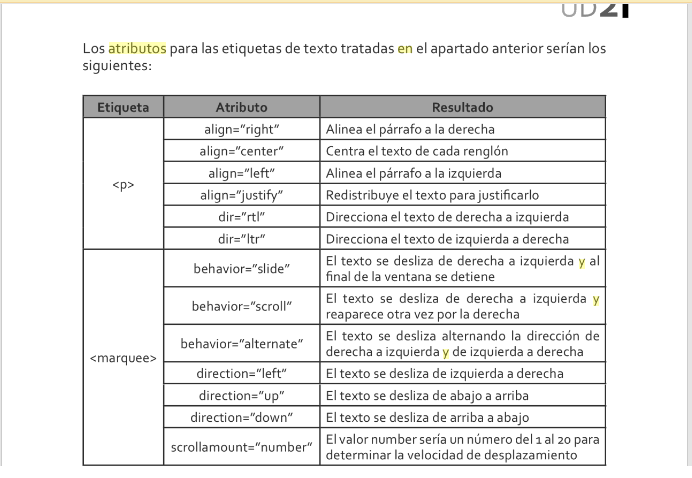 UD21
Los atributos para las etiquetas de texto tratadas en el apartado anterior serían los
siguientes:
Etiqueta Atributo Resultado
<p>
align="right" Alinea el párrafo a la derecha
align="center" Centra el texto de cada renglón
align="left" Alinea el párrafo a la izquierda
align="justify" Redistribuye el texto para justificarlo
dir="rtl" Direcciona el texto de derecha a izquierda
dir="ltr" Direcciona el texto de izquierda a derecha
<marquee>
behavior="slide" El texto se desliza de derecha a izquierda y al
final de la ventana se detiene
behavior="scroll" El texto se desliza de derecha a izquierda y
reaparece otra vez por la derecha
behavior="alternate" El texto se desliza alternando la dirección de
derecha a izquierda y de izquierda a derecha
direction="left" El texto se desliza de izquierda a derecha
direction="up" El texto se desliza de abajo a arriba
direction="down" El texto se desliza de arriba a abajo
scrollamount="number" El valor number sería un número del 1 al 20 para
determinar la velocidad de desplazamiento